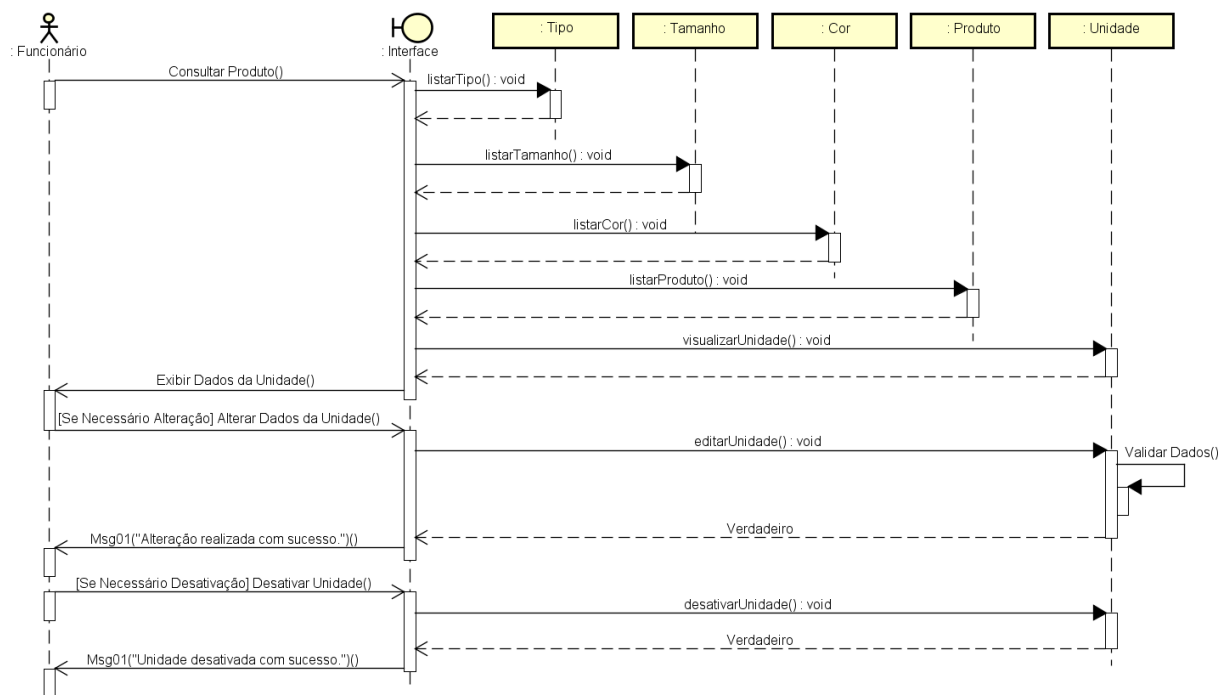 : Funcionário
: Interface
: Tipo
: Tamanho
: Cor
: Produto
: Unidade
Consultar Produto()
listarTipo() : void
listarTamanho() : void
listarCor() : void
listarProduto() : void
visualizarUnidade() : void
Exibir Dados da Unidade()
[Se Necessário Alteração] Alterar Dados da Unidade()
editarUnidade() : void
Validar Dados()
Verdadeiro
Msg01("Alteração realizada com sucesso.")()
[Se Necessário Desativação] Desativar Unidade()
desativarUnidade() : void
Verdadeiro
Msg01("Unidade desativada com sucesso.")()